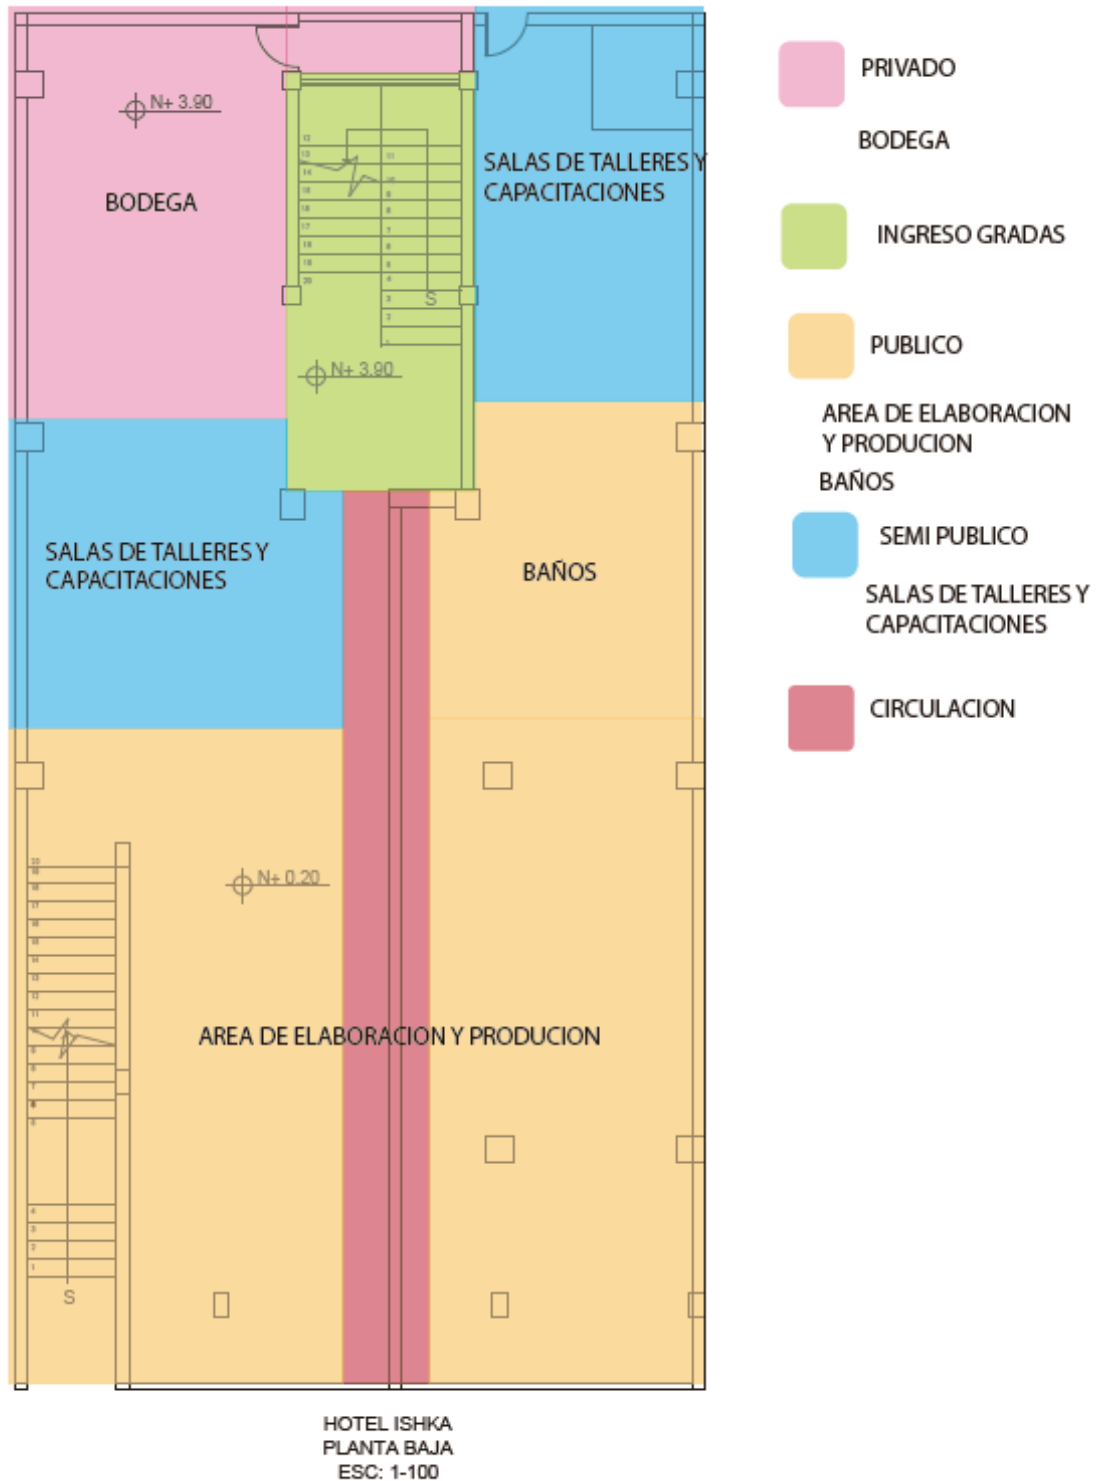 N+ 3.90
BODEGA
SALAS DE TALLERES Y
CAPACITACIONES
S
N+ 3.90
SALAS DE TALLERES Y
CAPACITACIONES
BAÑOS
N+ 0.20
AREA DE ELABORACION Y PRODUCION
S
HOTEL ISHKA
PLANTA BAJA
ESC: 1-100
PRIVADO
BODEGA
INGRESO GRADAS
PUBLICO
AREA DE ELABORACION
Y PRODUCION
BAÑOS
SEMI PUBLICO
SALAS DE TALLERES Y
CAPACITACIONES
CIRCULACION